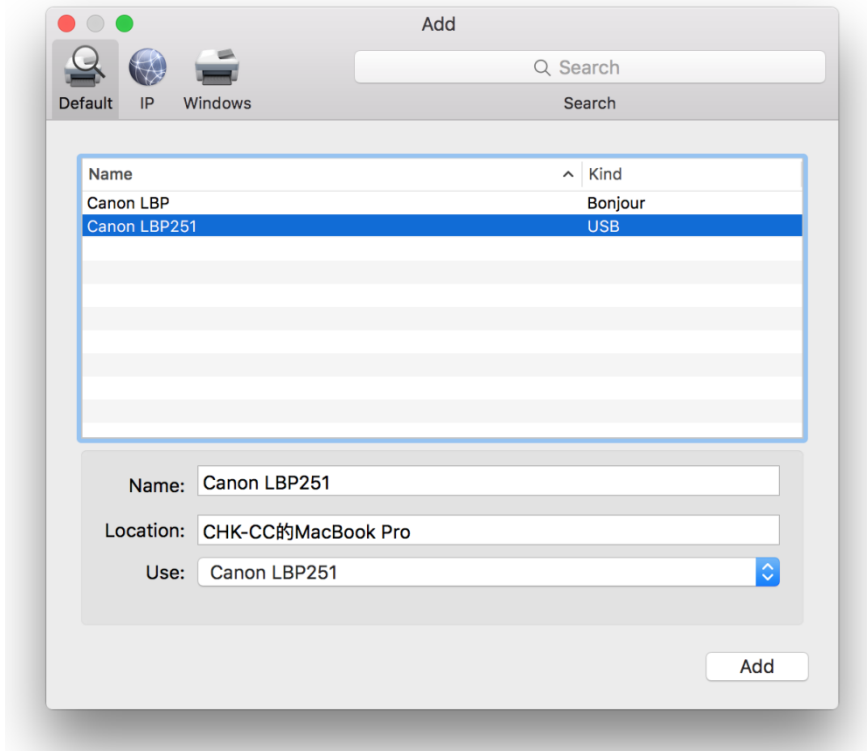 Add
Search
Default IP Windows Search
Name Kind
Canon LBP Bonjour
Canon LBP251 USB
Name: Canon LBP251
Location: CHK-CC的MacBook Pro
Use: Canon LBP251
Add